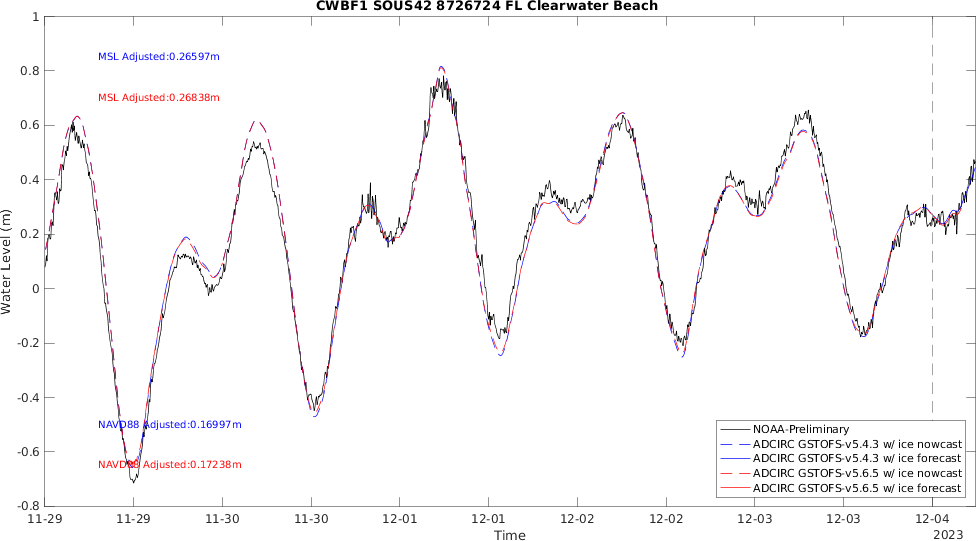 CWBF1 SOUS42 8726724 FL Clearwater Beach
1
0.8
0.6
0.4
0.2
0
-0.2
-0.4
-0.6
-0.8
Water Level (m)
MSL Adjusted:0.26597m
MSL Adjusted:0.26838m
NAVD88 Adjusted:0.16997m
NAVD88 Adjusted:0.17238m
NOAA-Preliminary
ADCIRC GSTOFS-v5.4.3 w/ ice nowcast
ADCIRC GSTOFS-v5.4.3 w/ ice forecast
ADCIRC GSTOFS-v5.6.5 w/ ice nowcast
ADCIRC GSTOFS-v5.6.5 w/ ice forecast
11-29 11-29 11-30 11-30 12-01 12-01 12-02 12-02 12-03 12-03 12-04
Time
2023